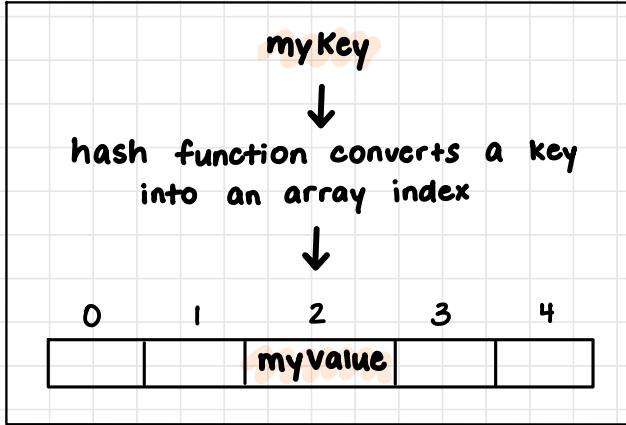 myKey
hash function converts a key
into an array index
0 1 2 3 4
myValue